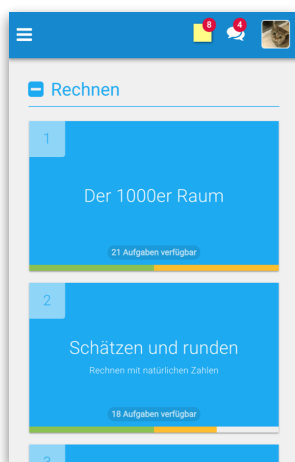 8
4
Rechnen
1
Der 1000er Raum
21 Aufgaben verfügbar
2
Schätzen und runden
Rechnen mit natürlichen Zahlen
18 Aufgaben verfügbar
3